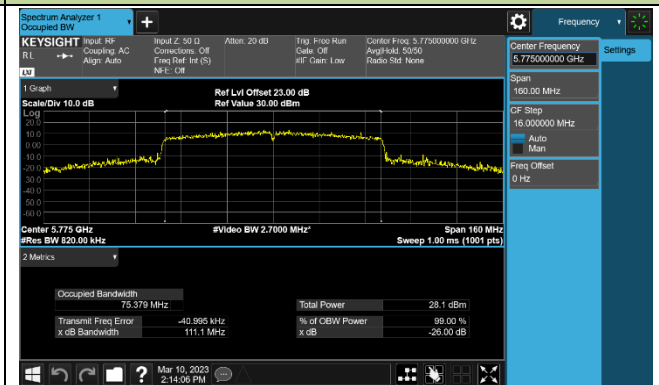 Spectrum Analyzer 1
Occupied BW
Frequency
KEYSIGHT
Input: RF
Coupling: AC
Align: Auto
Input Z: 50 Ω
Corrections: Off
Freq Ref: Int (S)
NFE: Off
Atten: 20 dB
Trig: Free Run
Gate: Off
#IF Gain: Low
Center Freq: 5.775000000 GHz
Avg|Hold: 50/50
Radio Std: None
RL
LXI
Center Frequency
5.775000000 GHz
Settings
Span
160.00 MHz
CF Step
16.000000 MHz
Auto
Man
Freq Offset
0 Hz
1 Graph
Scale/Div 10.0 dB
Ref Lvl Offset 23.00 dB
Ref Value 30.00 dBm
Log
20.0
10.0
0.00
-10.0
-20.0
-30.0
-40.0
-50.0
-60.0
Center 5.775 GHz
#Res BW 820.00 kHz
#Video BW 2.7000 MHz*
Span 160 MHz
Sweep 1.00 ms (1001 pts)
2 Metrics
Occupied Bandwidth
75.379 MHz
Total Power
28.1 dBm
Transmit Freq Error
-40.995 kHz
% of OBW Power
99.00 %
x dB Bandwidth
111.1 MHz
x dB
-26.00 dB
Mar 10, 2023
2:14:06 PM